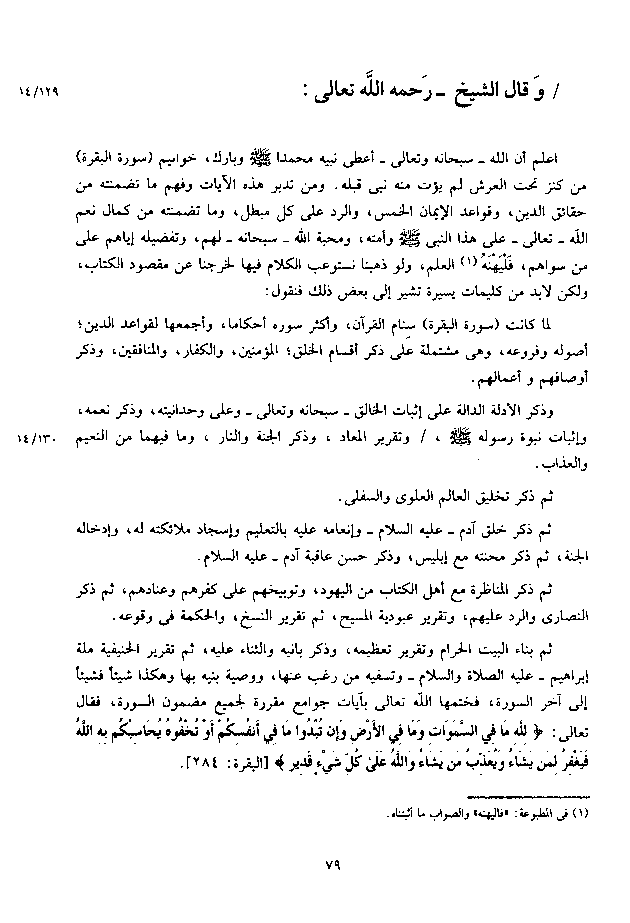 / وَقال الشيخ ـ رَحمه اللَّه تعالى :
١٤/١٢٩
اعلم أن الله ـ سبحانه وتعالى ـ أعطى نبيه محمدا ﷺ وبارك، خواتيم (سورة البقرة)
من كنز تحت العرش لم يؤت منه نبى قبله. ومن تدبر هذه الآيات وفهم ما تضمنته من
حقائق الدين، وقواعد الإيمان الخمس، والرد على كل مبطل، وما تضمنته من كمال نعم
اللَّه ـ تعالى ـ على هذا النبى ﷺ وأمته، ومحبة الله ـ سبحانه ـ لهم، وتفضيله إياهم على
من سواهم، فَلْيَهْنَهُ (١) العلم، ولو ذهبنا نستوعب الكلام فيها لخرجنا عن مقصود الكتاب،
ولكن لابد من كليمات يسيرة تشير إلى بعض ذلك فنقول:
لما كانت (سورة البقرة) سنام القرآن، وأكثر سوره أحكاما، وأجمعها لقواعد الدين؛
أصوله وفروعه، وهى مشتملة على ذكر أقسام الخلق؛ المؤمنين، والكفار، والمنافقين، وذكر
أوصافهم و أعمالهم.
وذكر الأدلة الدالة على إثبات الخالق ـ سبحانه وتعالى ـ وعلى وحدانيته، وذكر نعمه،
وإثبات نبوة رسوله ﷺ ، / وتقرير المعاد ، وذكر الجنة والنار ، وما فيهما من النعيم
١٤/١٣٠
والعذاب.
ثم ذكر تخليق العالم العلوى والسفلى.
ثم ذكر خلق آدم ـ عليه السلام ـ وإنعامه عليه بالتعليم وإسجاد ملائكته له، وإدخاله
الجنة، ثم ذكر محنته مع إبليس، وذكر حسن عاقبة آدم ـ عليه السلام.
ثم ذكر المناظرة مع أهل الكتاب من اليهود، وتوبيخهم على كفرهم وعنادهم، ثم ذكر
النصارى والرد عليهم، وتقرير عبودية المسيح، ثم تقرير النسخ، والحكمة فى وقوعه.
ثم بناء البيت الحرام وتقرير تعظيمه، وذكر بانيه والثناء عليه، ثم تقرير الحنيفية ملة
إبراهيم ـ عليه الصلاة والسلام ـ وتسفيه من رغب عنها، ووصية بنيه بها وهكذا شيئاً فشيئاً
إلى آخر السورة، فختمها اللَّه تعالى بآيات جوامع مقررة لجميع مضمون السورة، فقال
تعالى: ﴿ لِلَّهِ مَا فِي السَّمَوَاتِ وَمَا فِي الأَرْضِ وَإِن تُبْدُوا مَا فِي أَنفُسِكُمْ أَوْ تُخْفُوهُ يُحَاسِبْكُم بِهِ اللَّهُ
فَيَغْفِرُ لِمَن يَشَاءُ وَيُعَذِّبُ مَن يَشَاءُ وَاللَّهُ عَلَىٰ كُلِّ شَيْءٍ قَدِير ﴾ [البقرة: ٢٨٤].
(١) فى المطبوعة: «فاليهنه» والصواب ما أثبتناه.
٧٩